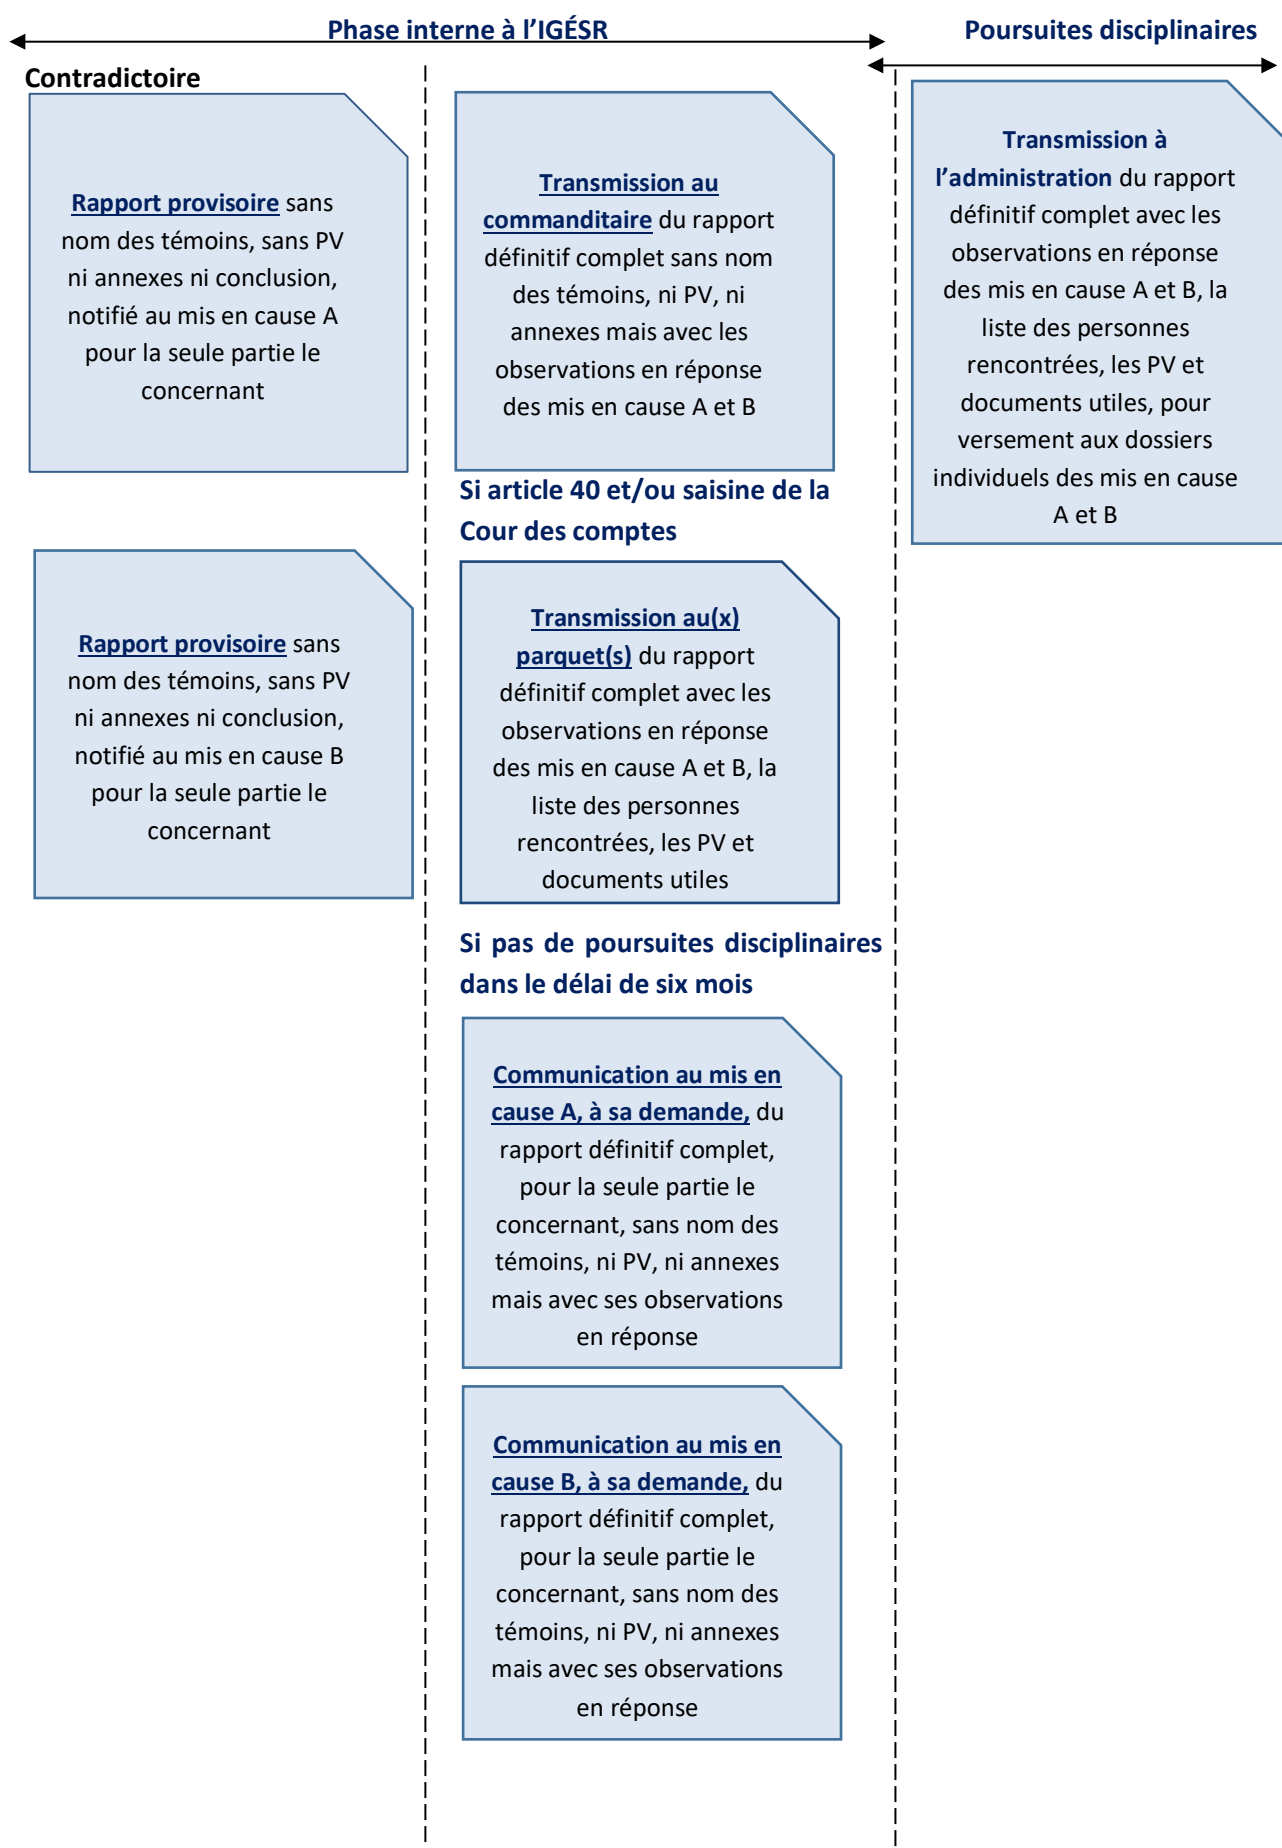 Phase interne à l’IGÉSR
Poursuites disciplinaires
Contradictoire
Rapport provisoire sans
nom des témoins, sans PV
ni annexes ni conclusion,
notifié au mis en cause A
pour la seule partie le
concernant
Rapport provisoire sans
nom des témoins, sans PV
ni annexes ni conclusion,
notifié au mis en cause B
pour la seule partie le
concernant
Transmission au
commanditaire du rapport
définitif complet sans nom
des témoins, ni PV, ni
annexes mais avec les
observations en réponse
des mis en cause A et B
Si article 40 et/ou saisine de la
Cour des comptes
Transmission au(x)
parquet(s) du rapport
définitif complet avec les
observations en réponse
des mis en cause A et B, la
liste des personnes
rencontrées, les PV et
documents utiles
Si pas de poursuites disciplinaires
dans le délai de six mois
Communication au mis en
cause A, à sa demande, du
rapport définitif complet,
pour la seule partie le
concernant, sans nom des
témoins, ni PV, ni annexes
mais avec ses observations
en réponse
Communication au mis en
cause B, à sa demande, du
rapport définitif complet,
pour la seule partie le
concernant, sans nom des
témoins, ni PV, ni annexes
mais avec ses observations
en réponse
Transmission à
l’administration du rapport
définitif complet avec les
observations en réponse
des mis en cause A et B, la
liste des personnes
rencontrées, les PV et
documents utiles, pour
versement aux dossiers
individuels des mis en cause
A et B